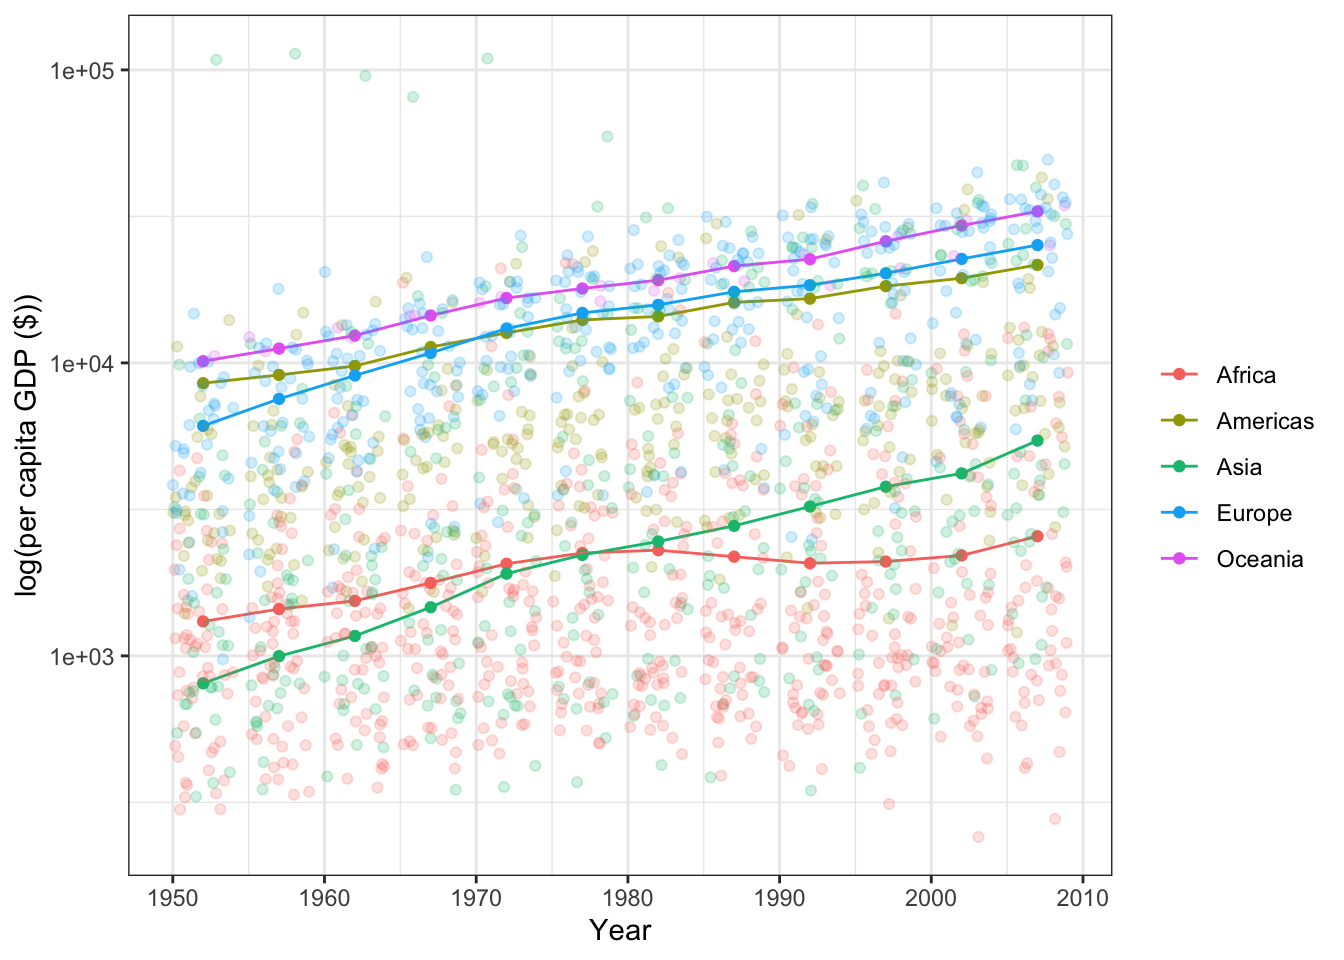 log(per capita GDP ($))
1e+05
1e+04
1e+03
1950 1960 1970 1980 1990 2000 2010
Year
Africa
Americas
Asia
Europe
Oceania